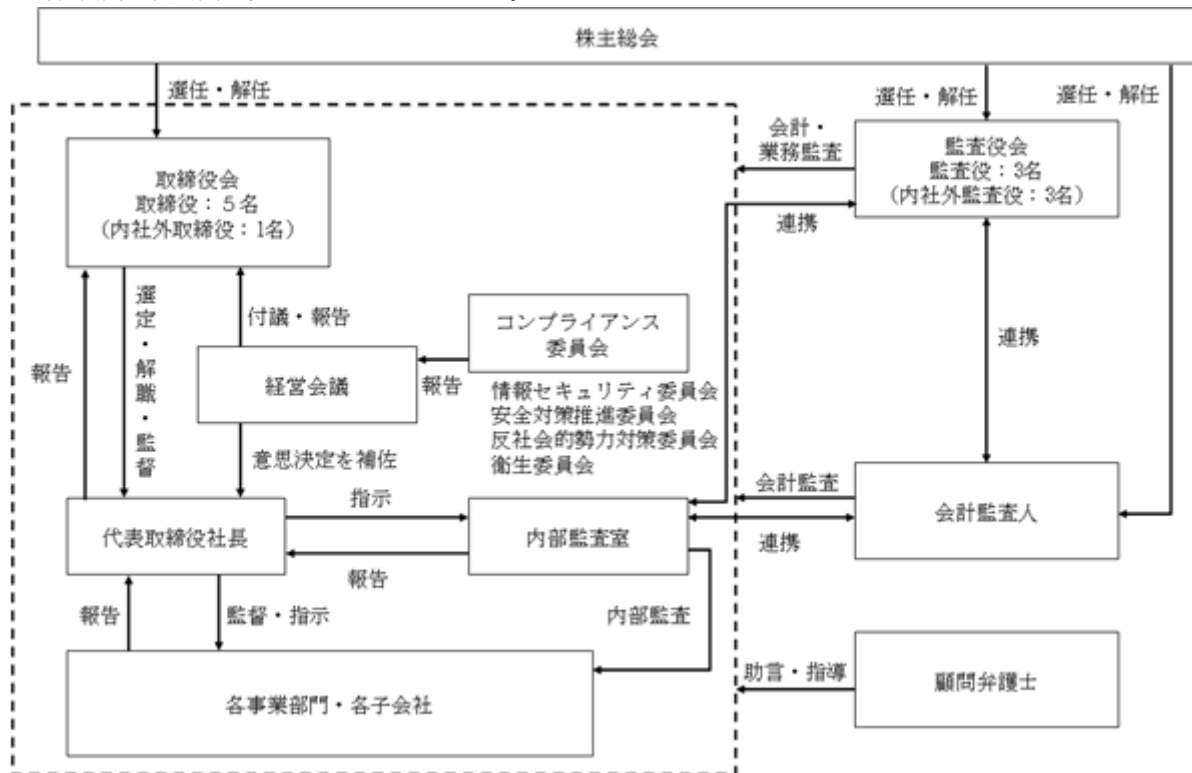 株主総会
選任・解任
選任・解任
選任・解任
取締役会
取締役：５名
(内社外取締役：1名)
会計・
業務監査
監査役会
監査役：3名
(内社外監査役：3名)
連携
選定・解職・監督
付議・報告
コンプライアンス
委員会
連携
報告
経営会議
報告
情報セキュリティ委員会
安全対策推進委員会
反社会的勢力対策委員会
衛生委員会
意思決定を補佐
指示
会計監査
代表取締役社長
内部監査室
会計監査人
報告
連携
報告
監督・指示
内部監査
各事業部門・各子会社
助言・指導
顧問弁護士